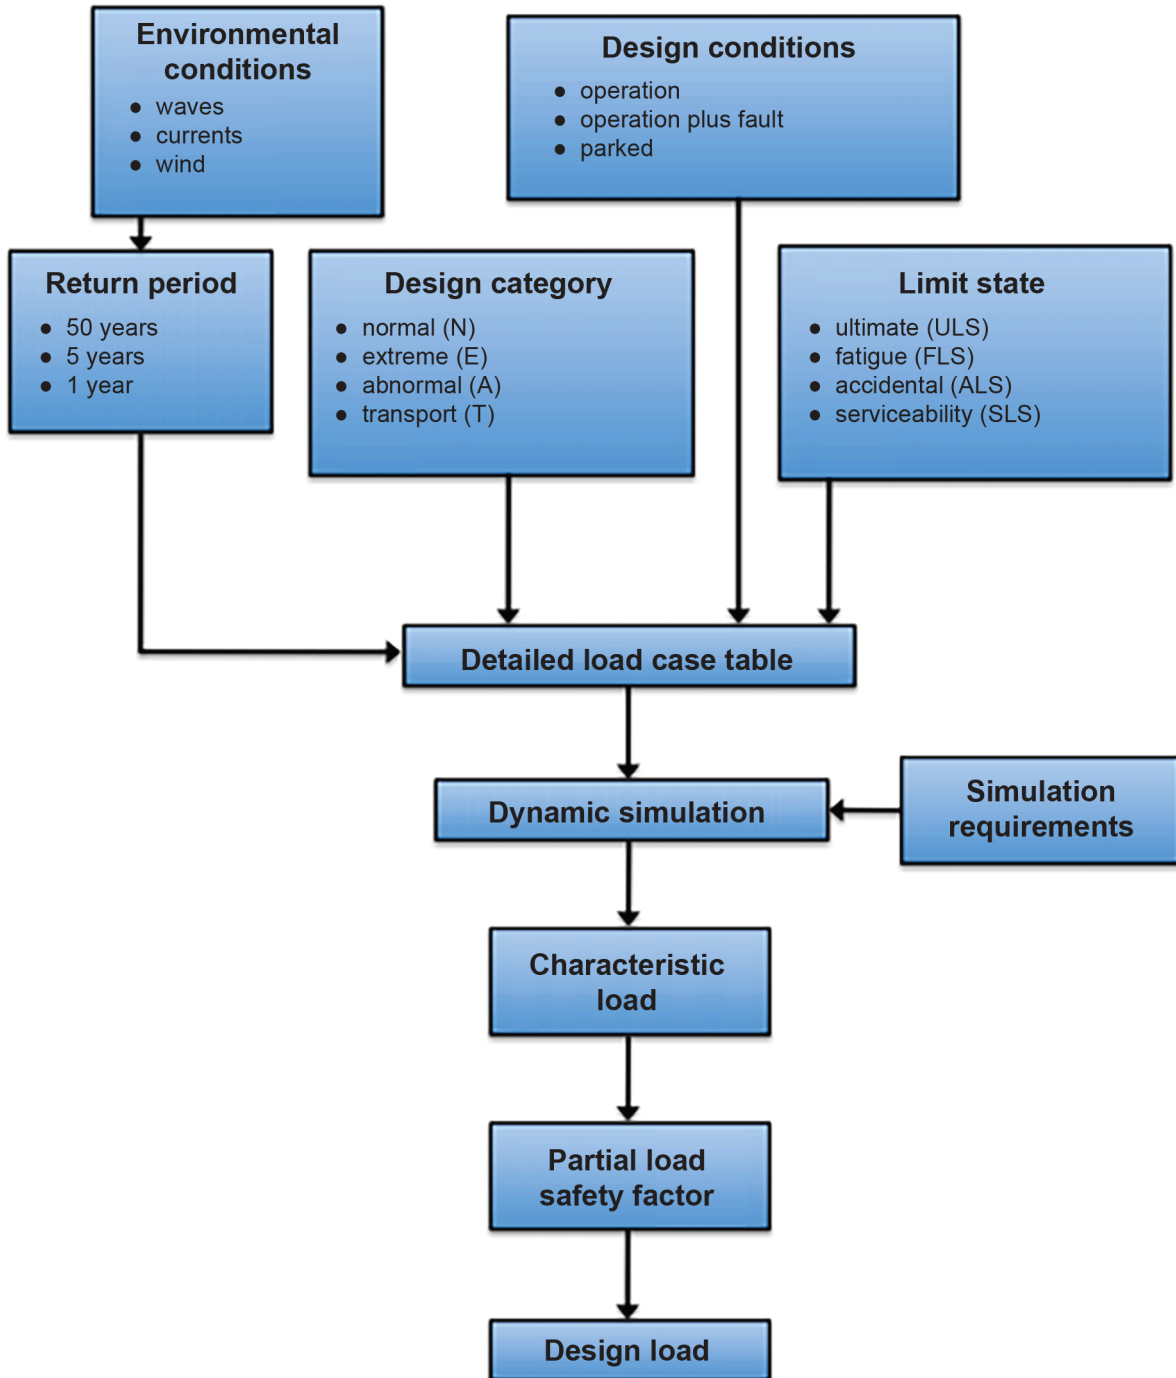 Environmental
conditions
● waves
● currents
● wind
Design conditions
● operation
● operation plus fault
● parked
Return period
● 50 years
● 5 years
● 1 year
Design category
● normal (N)
● extreme (E)
● abnormal (A)
● transport (T)
Limit state
● ultimate (ULS)
● fatigue (FLS)
● accidental (ALS)
● serviceability (SLS)
Detailed load case table
Dynamic simulation
Simulation
requirements
Characteristic
load
Partial load
safety factor
Design load